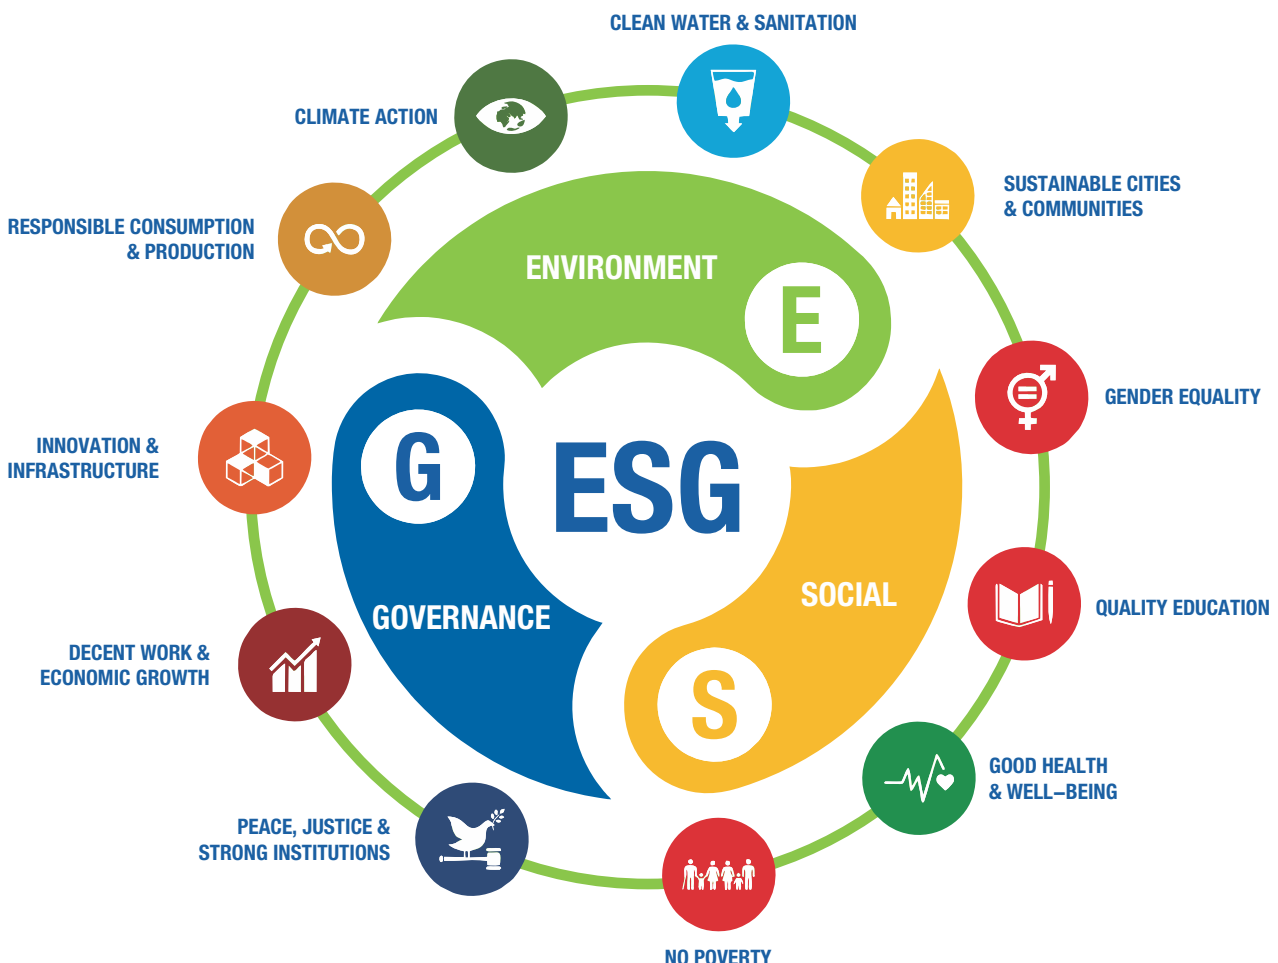 CLEAN WATER & SANITATION
CLIMATE ACTION
SUSTAINABLE CITIES
& COMMUNITIES
RESPONSIBLE CONSUMPTION
& PRODUCTION
ENVIRONMENT
E
GENDER EQUALITY
G
ESG
INNOVATION &
INFRASTRUCTURE
SOCIAL
QUALITY EDUCATION
GOVERNANCE
DECENT WORK &
ECONOMIC GROWTH
S
GOOD HEALTH
& WELL–BEING
PEACE, JUSTICE &
STRONG INSTITUTIONS
NO POVERTY